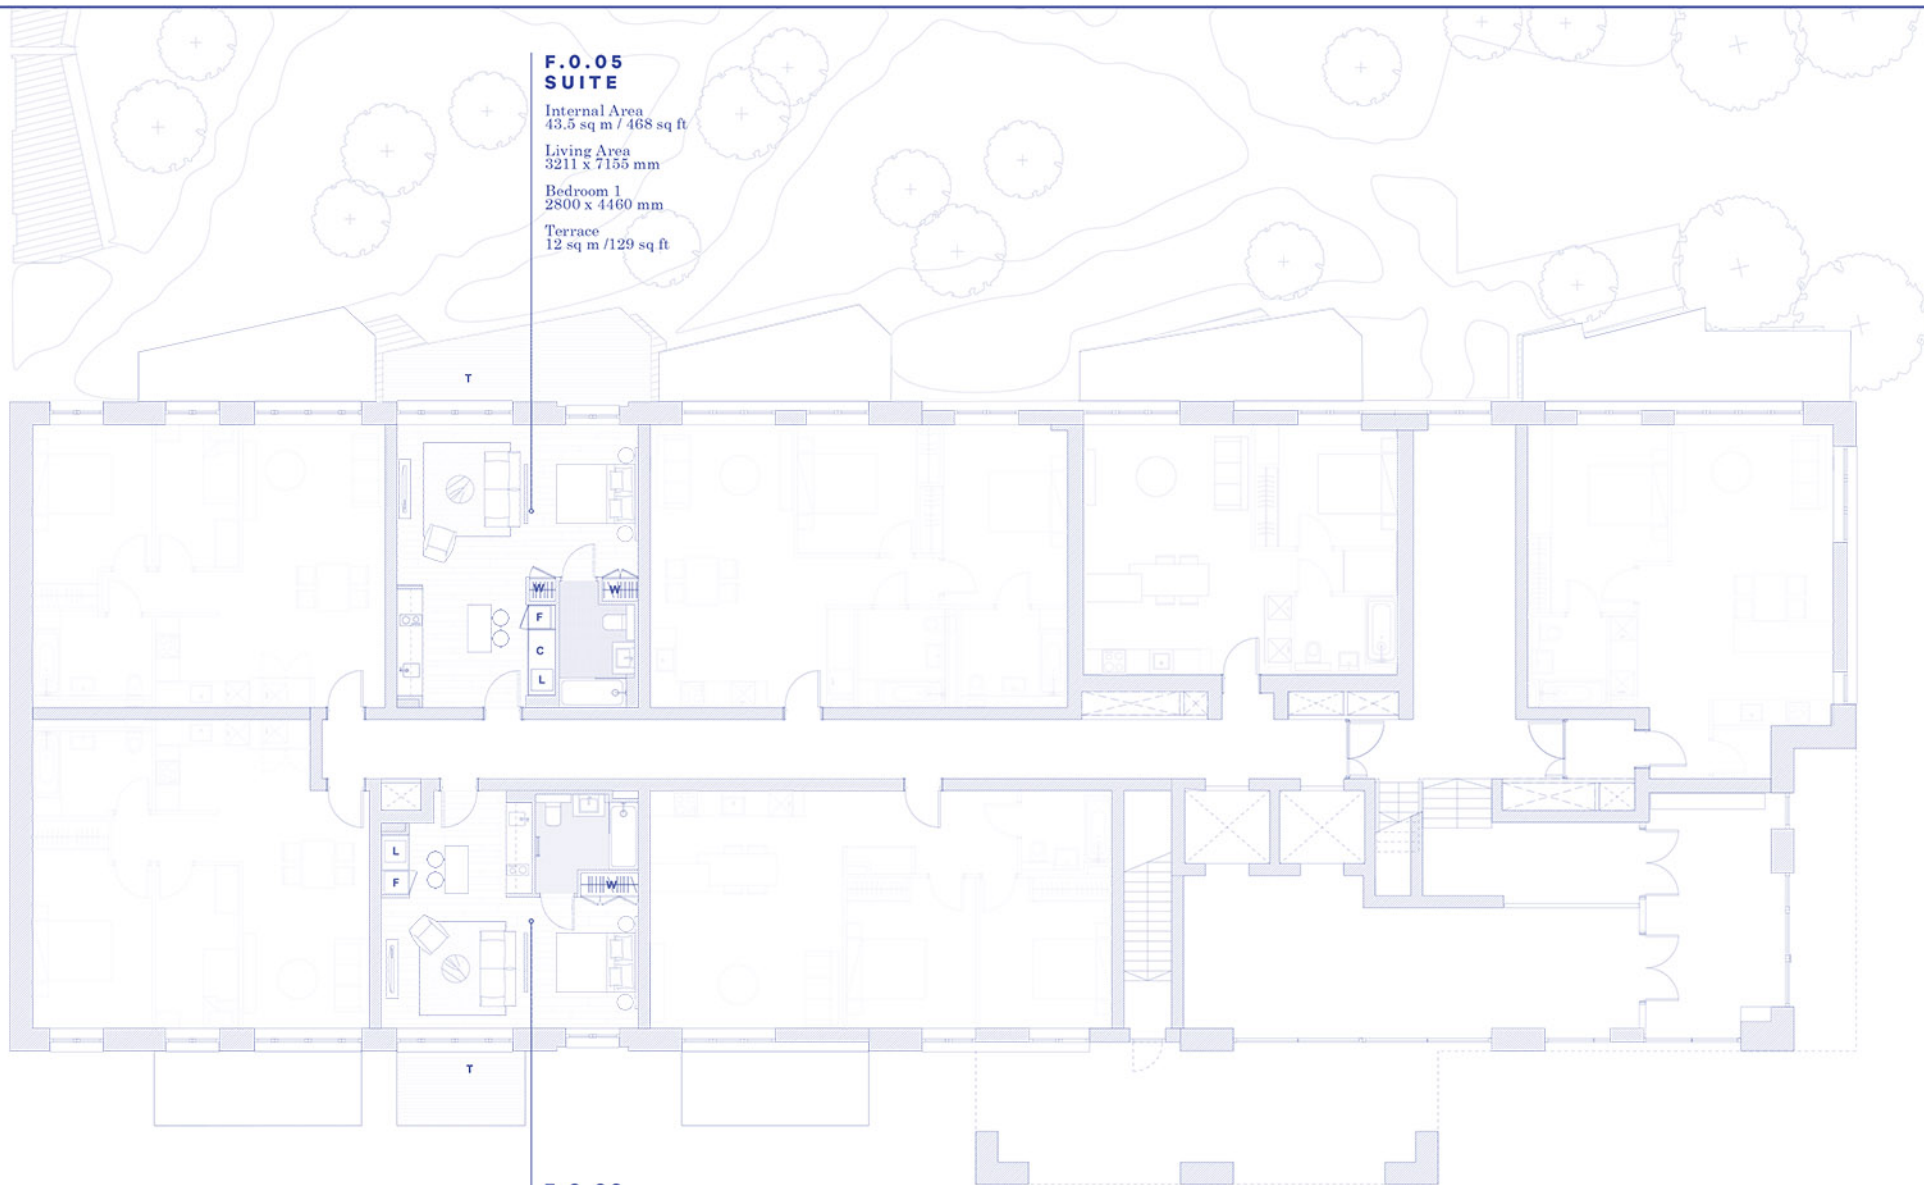 F.0.05
SUITE
Internal Area
43.5 sq m / 468 sq ft
Living Area
3211 x 7155 mm
Bedroom 1
2800 x 4460 mm
Terrace
12 sq m /129 sq ft
T
W
W
F
C
L
L
F
W
T